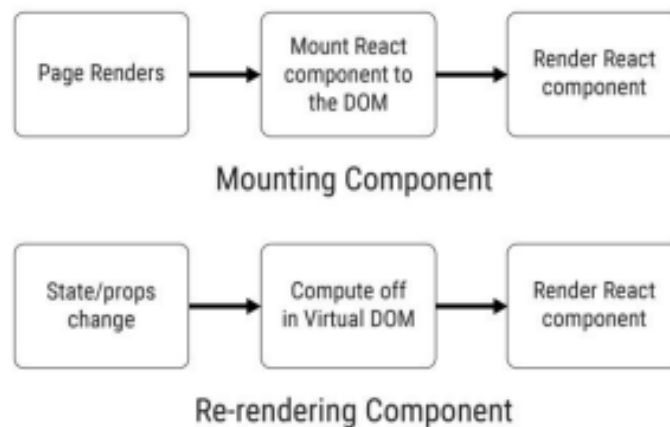 Page Renders
Mount React
component to
the DOM
Render React
component
Mounting Component
State/props
change
Compute off
in Virtual DOM
Render React
component
Re-rendering Component